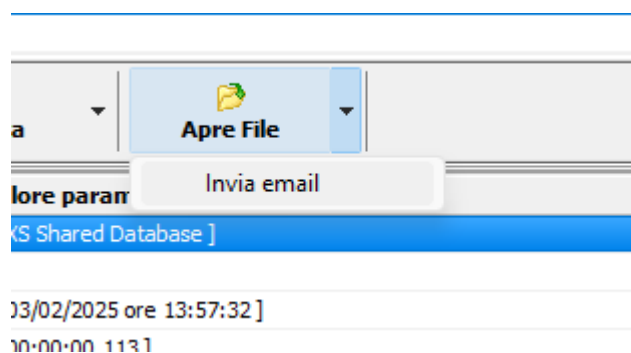 a
Apre File
Invia email
lore param
XS Shared Database ]
03/02/2025 ore 13:57:32 ]
00:00:00, 113 ]